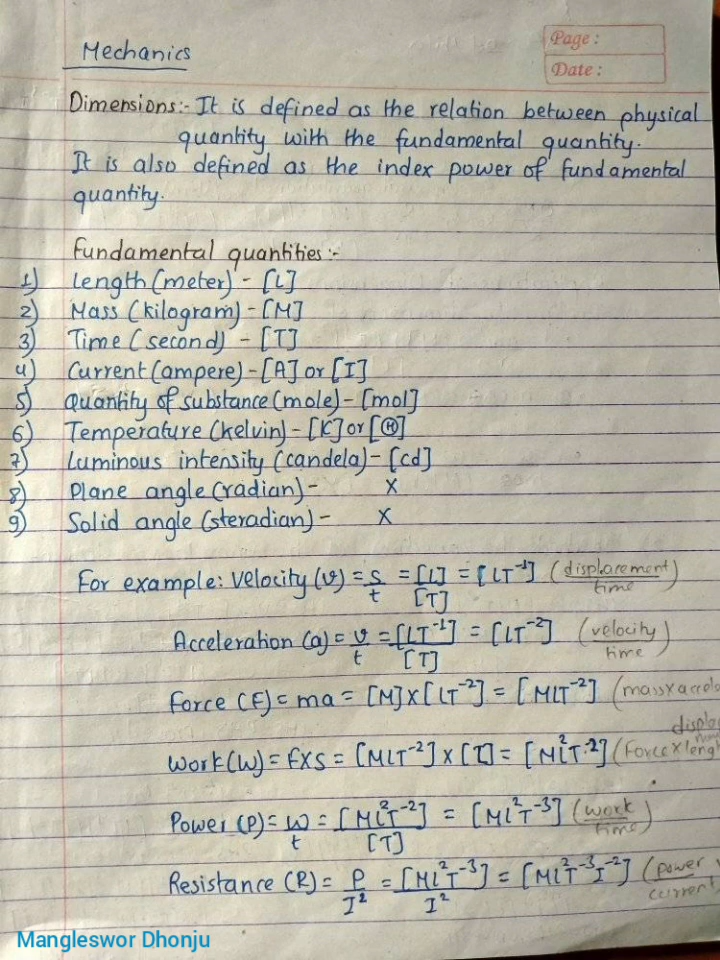 Mechanics
Page :
Date :
Dimensions:- It is defined as the relation between physical
quantity with the fundamental quantity.
It is also defined as the index power of fundamental
quantity.
Fundamental quantities :-
1) Length (meter) - [L]
2) Mass (kilogram) - [M]
3) Time (second) - [T]
4) Current (ampere) - [A] or [I]
5) Quantity of substance (mole) - [mol]
6) Temperature (kelvin) - [K] or [Ⓗ]
7) Luminous intensity (candela) - [cd]
8) Plane angle (radian) - X
9) Solid angle (steradian) - X
For example: Velocity (v) = s/t = [L]/[T] = [LT⁻¹] (displacement/time)
Acceleration (a) = v/t = [LT⁻¹]/[T] = [LT⁻²] (velocity/time)
Force (F) = ma = [M] x [LT⁻²] = [MLT⁻²] (mass x accele
Work (W) = F x S = [MLT⁻²] x [L] = [ML²T⁻²] (Force x leng
Power (P) = W/t = [ML²T⁻²]/[T] = [ML²T⁻³] (work/time)
Resistance (R) = P/I² = [ML²T⁻³]/I² = [ML²T⁻³I⁻²] (power/current
Mangleswor Dhonju